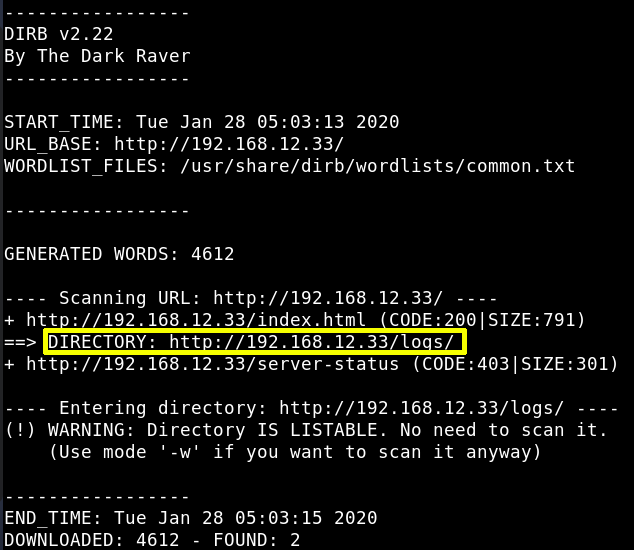 -----------------
DIRB v2.22
By The Dark Raver
-----------------
START_TIME: Tue Jan 28 05:03:13 2020
URL_BASE: http://192.168.12.33/
WORDLIST_FILES: /usr/share/dirb/wordlists/common.txt
-----------------
GENERATED WORDS: 4612
---- Scanning URL: http://192.168.12.33/ ----
+ http://192.168.12.33/index.html (CODE:200|SIZE:791)
==> DIRECTORY: http://192.168.12.33/logs/
+ http://192.168.12.33/server-status (CODE:403|SIZE:301)
---- Entering directory: http://192.168.12.33/logs/ ----
(!) WARNING: Directory IS LISTABLE. No need to scan it.
(Use mode '-w' if you want to scan it anyway)
-----------------
END_TIME: Tue Jan 28 05:03:15 2020
DOWNLOADED: 4612 - FOUND: 2